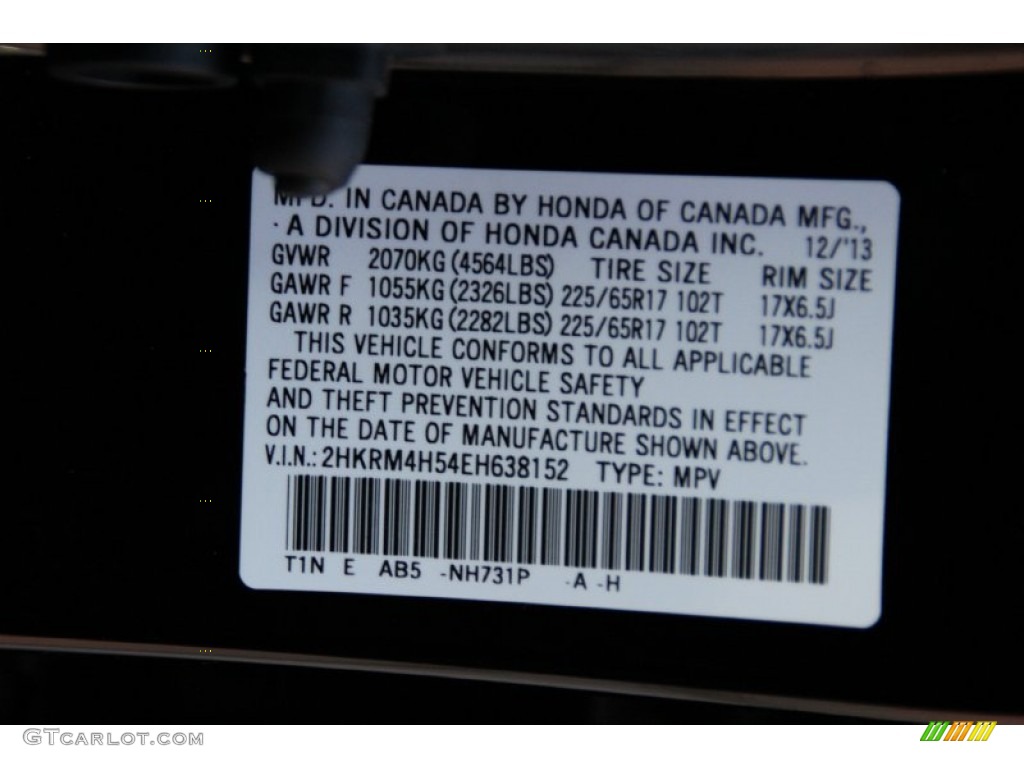 MFD. IN CANADA BY HONDA OF CANADA MFG.,
A DIVISION OF HONDA CANADA INC. 12/'13
GVWR 2070KG (4564LBS) TIRE SIZE RIM SIZE
GAWR F 1055KG (2326LBS) 225/65R17 102T 17X6.5J
GAWR R 1035KG (2282LBS) 225/65R17 102T 17X6.5J
THIS VEHICLE CONFORMS TO ALL APPLICABLE
FEDERAL MOTOR VEHICLE SAFETY
AND THEFT PREVENTION STANDARDS IN EFFECT
ON THE DATE OF MANUFACTURE SHOWN ABOVE.
V.I.N.: 2HKRM4H54EH638152 TYPE: MPV
T1N E AB5 -NH731P -A -H
GTCARLOT.COM